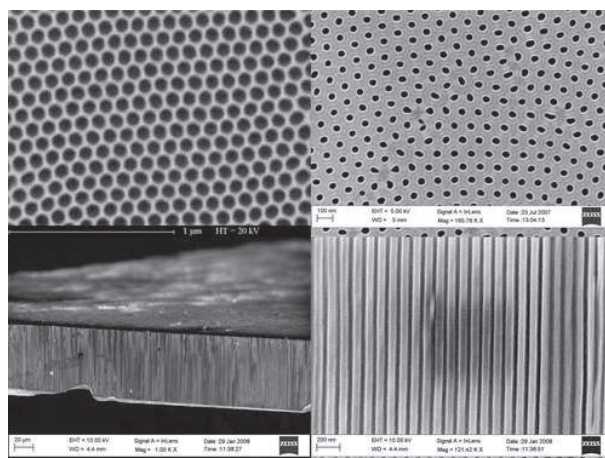 1 µm HT = 20 kV
100 nm EHT = 5.00 kV Signal A = InLens Date :23 Jul 2007
WD = 3 mm Mag = 165.76 K X Time :13:04:13
ZEISS
20 µm EHT = 10.00 kV Signal A = InLens Date :29 Jan 2008
WD = 4.4 mm Mag = 1.00 K X Time :11:38:27
ZEISS
200 nm EHT = 10.00 kV Signal A = InLens Date :29 Jan 2008
WD = 4.4 mm Mag = 121.42 K X Time :11:36:51
ZEISS